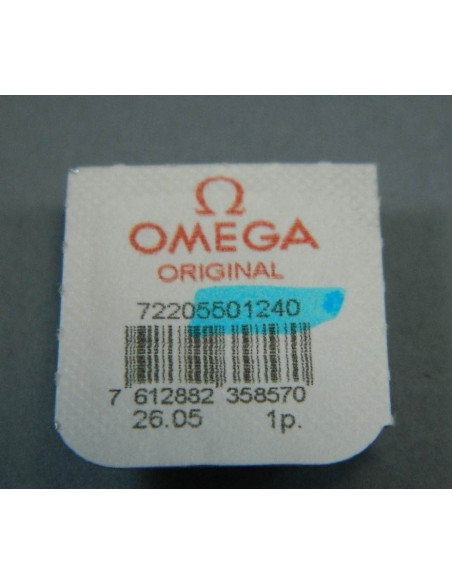 Ω
OMEGA
ORIGINAL
72205501240
7 612882 358570
26.05 1p.